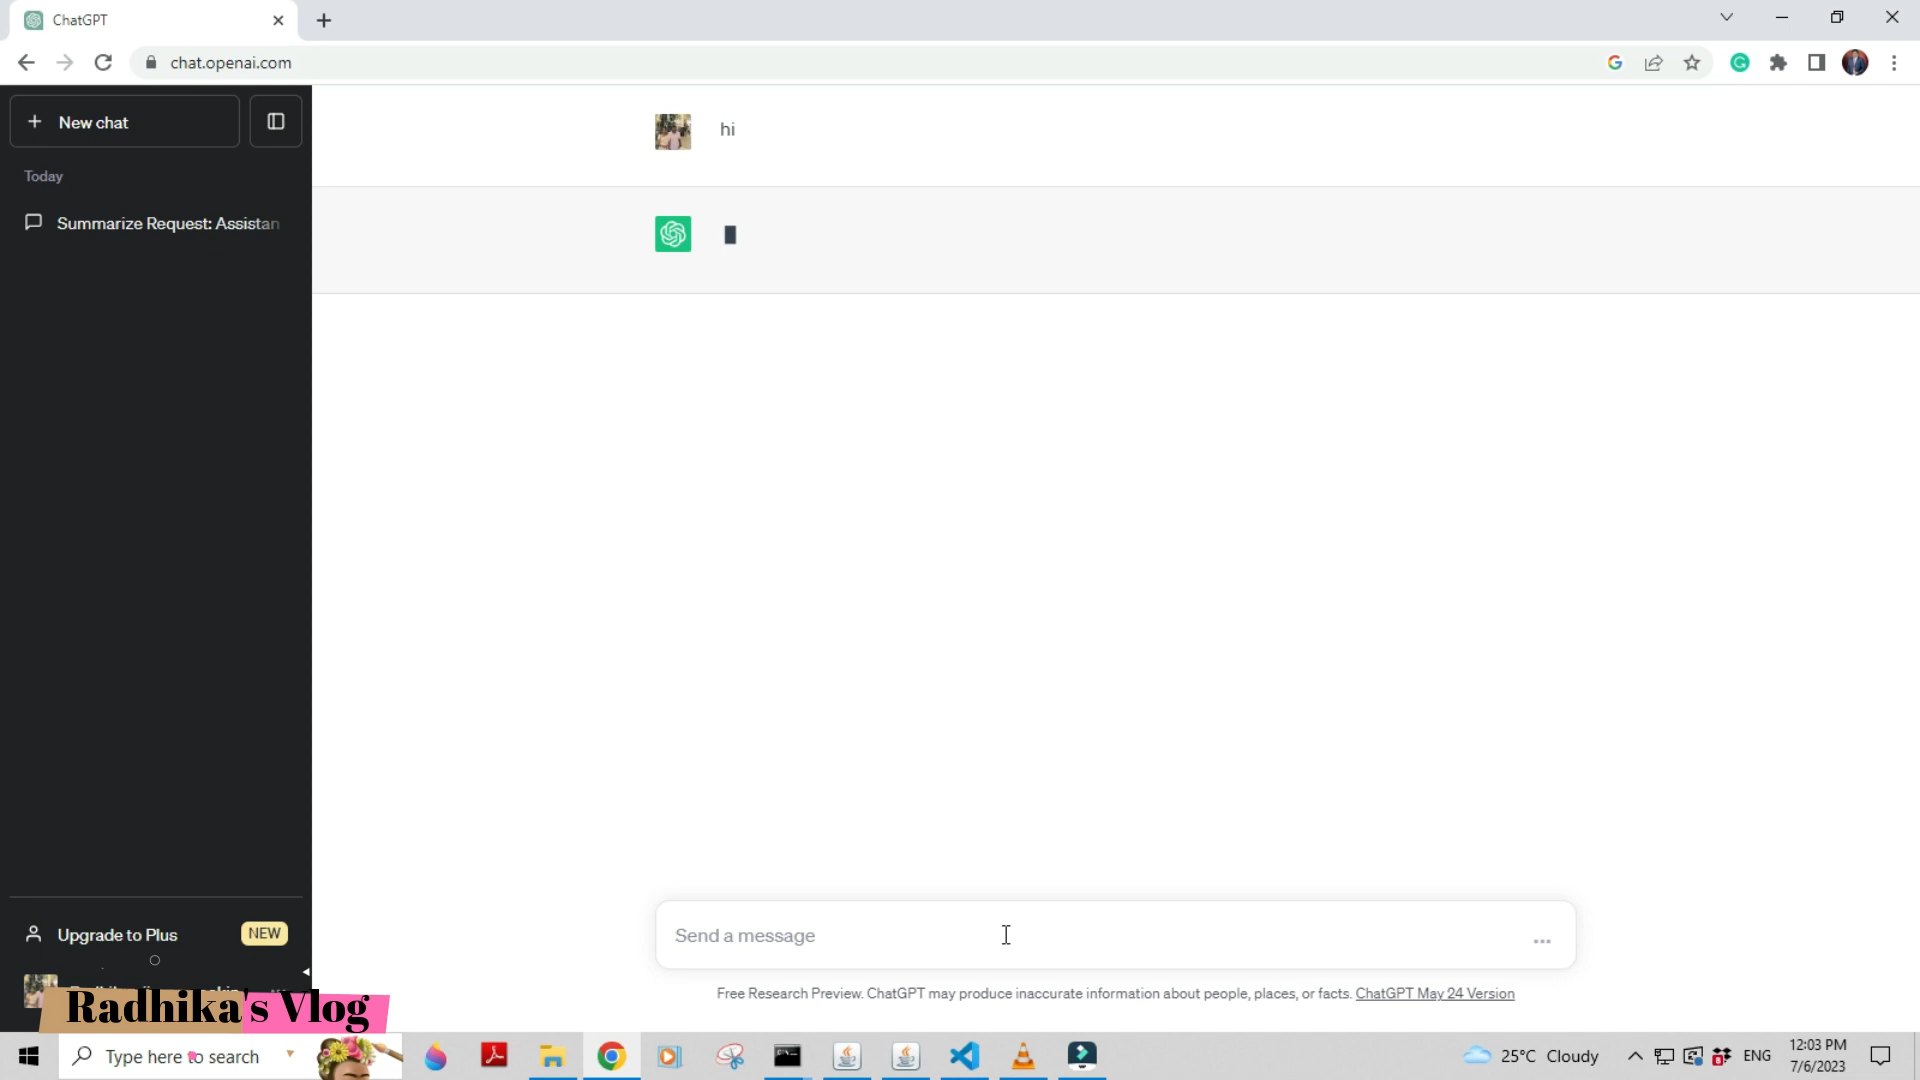 ChatGPT
chat.openai.com
New chat
hi
Today
Summarize Request: Assistan
Upgrade to Plus
NEW
Send a message
Free Research Preview. ChatGPT may produce inaccurate information about people, places, or facts. ChatGPT May 24 Version
Radhika's Vlog
Type here to search
25°C Cloudy
ENG
12:03 PM
7/6/2023